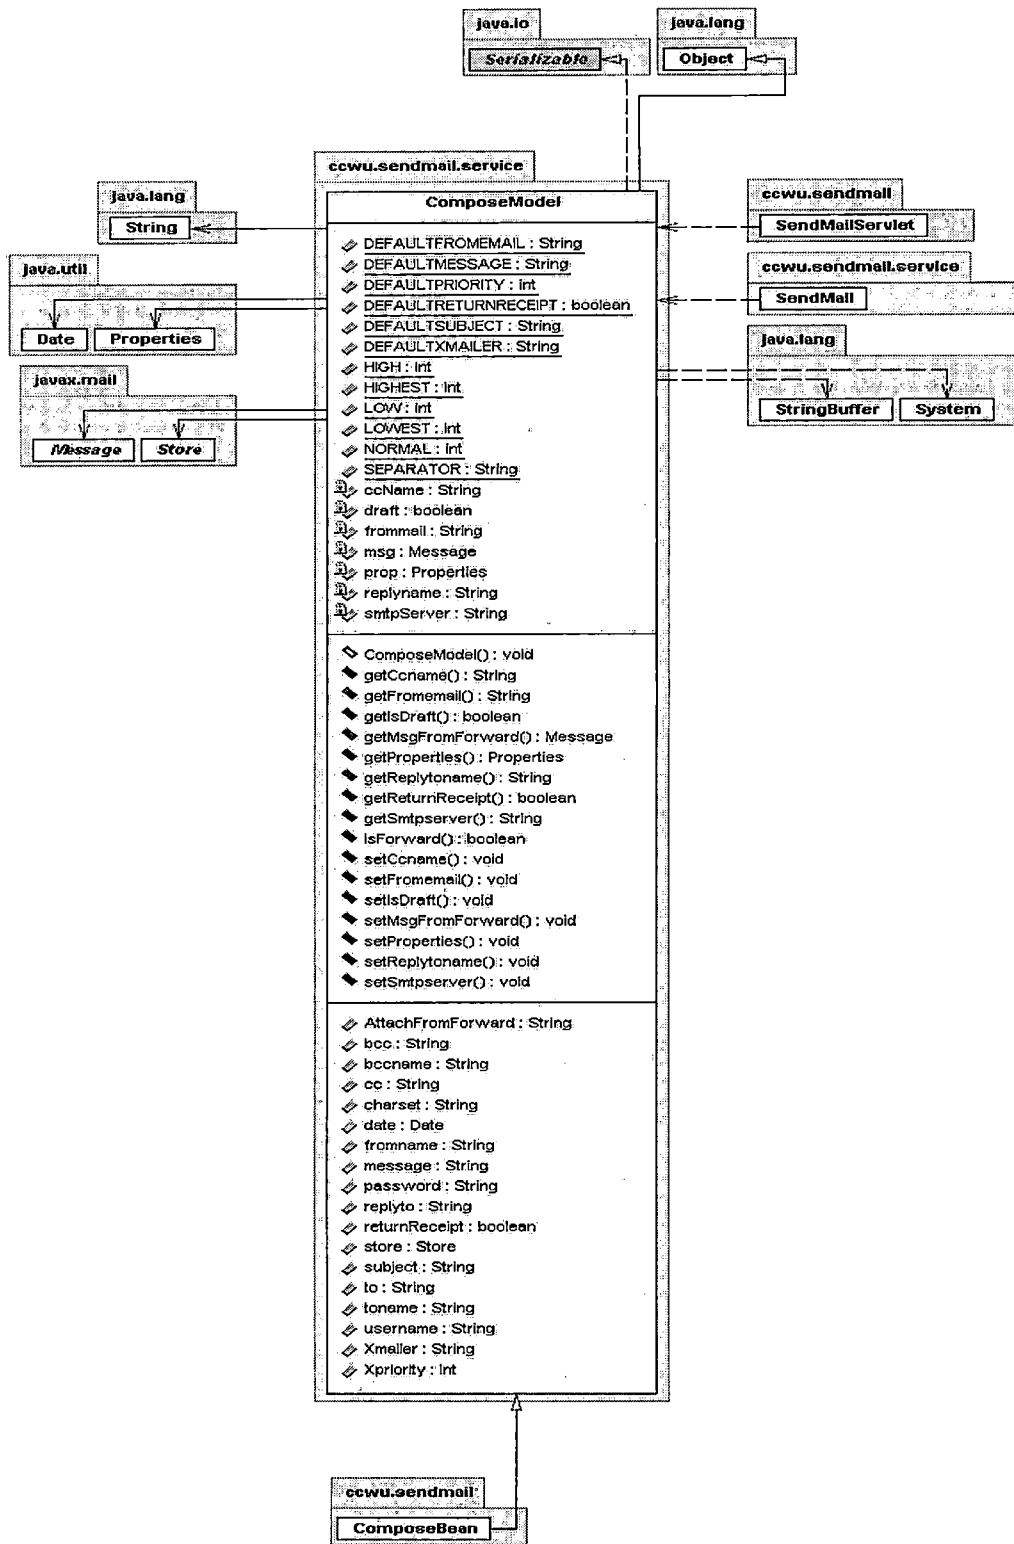 java.io
Serializable
java.lang
Object
ccwu.sendmail.service
ComposeModel
java.lang
String
java.util
Date
Properties
javax.mail
Message
Store
ccwu.sendmail
SendMailServlet
ccwu.sendmail.service
SendMail
java.lang
StringBuffer
System
DEFAULTFROMEMAIL : String
DEFAULTMESSAGE : String
DEFAULTPRIORITY : int
DEFAULTRETURNRECEIPT : boolean
DEFAULTSUBJECT : String
DEFAULTXMAILER : String
HIGH : int
HIGHEST : int
LOW : int
LOWEST : int
NORMAL : int
SEPARATOR : String
ccName : String
draft : boolean
frommail : String
msg : Message
prop : Properties
replyname : String
smtpServer : String
ComposeModel() : void
getCcname() : String
getFromemail() : String
getIsDraft() : boolean
getMsgFromForward() : Message
getProperties() : Properties
getReplytoname() : String
getReturnReceipt() : boolean
getSmtpserver() : String
isForward() : boolean
setCcname() : void
setFromemail() : void
setIsDraft() : void
setMsgFromForward() : void
setProperties() : void
setReplytoname() : void
setSmtpserver() : void
AttachFromForward : String
bcc : String
bccname : String
cc : String
charset : String
date : Date
fromname : String
message : String
password : String
replyto : String
returnReceipt : boolean
store : Store
subject : String
to : String
toname : String
username : String
Xmailer : String
Xpriority : int
ccwu.sendmail
ComposeBean